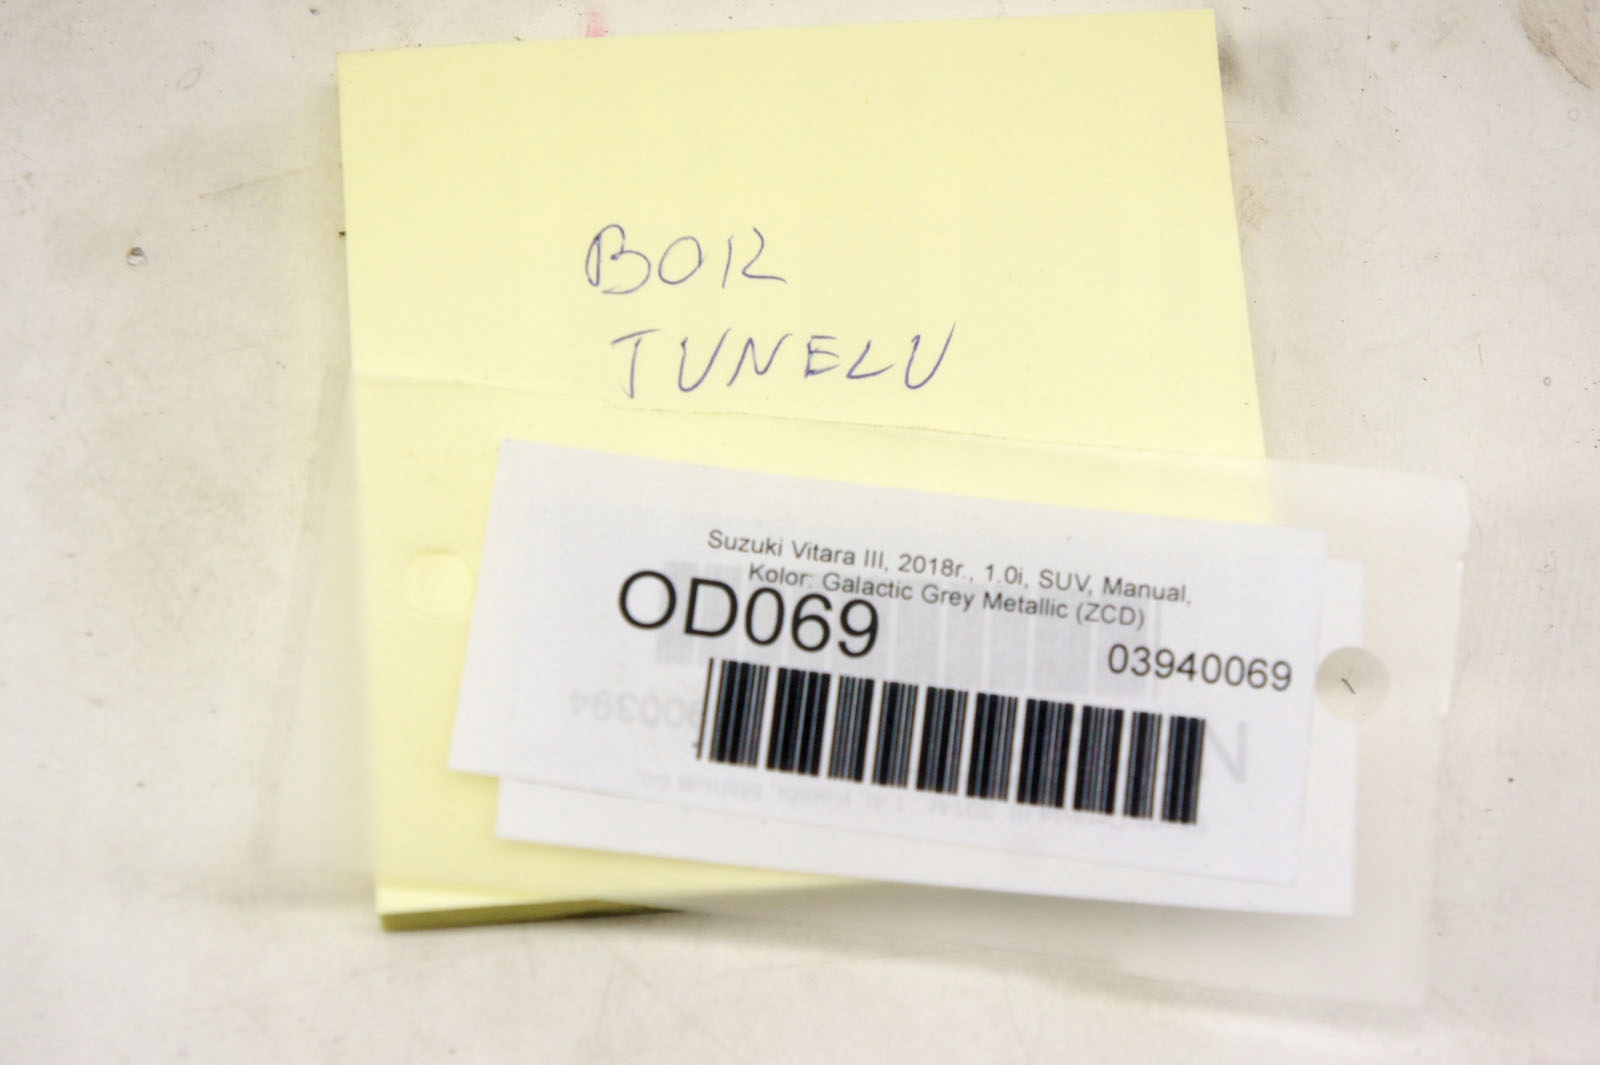 BOK
TUNELU
Suzuki Vitara III, 2018r., 1.0i, SUV, Manual,
Kolor: Galactic Grey Metallic (ZCD)
OD069
03940069